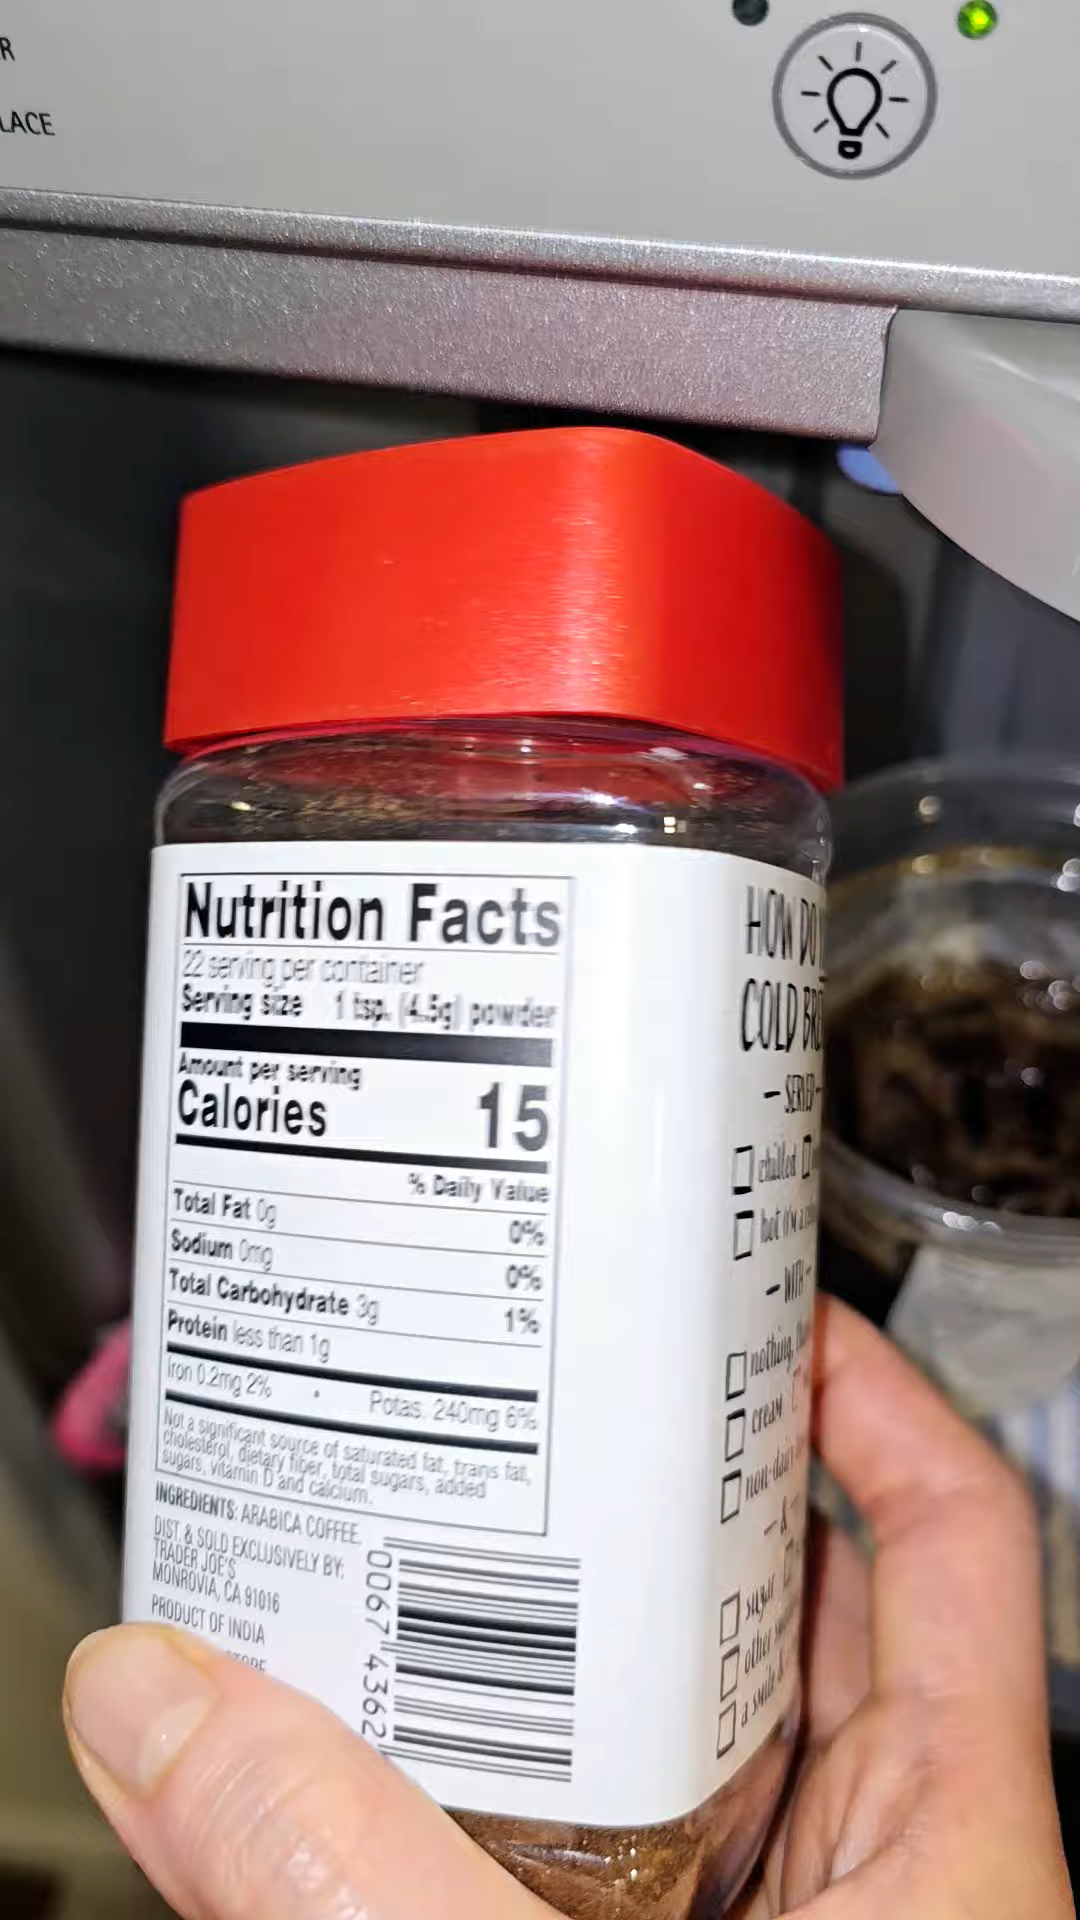 R
LACE
Nutrition Facts
22 serving per container
Serving size 1 tsp. (4.5g) powder
Amount per serving
Calories 15
% Daily Value
Total Fat 0g 0%
Sodium 0mg 0%
Total Carbohydrate 3g 1%
Protein less than 1g
Iron 0.2mg 2% • Potas. 240mg 6%
Not a significant source of saturated fat, trans fat,
cholesterol, dietary fiber, total sugars, added
sugars, vitamin D and calcium.
INGREDIENTS: ARABICA COFFEE.
DIST. & SOLD EXCLUSIVELY BY:
TRADER JOE'S
MONROVIA, CA 91016
PRODUCT OF INDIA
0067 4362
HOW DO
COLD BR
— SERVED —
chilled
hot
— WITH —
nothing,
cream
non-dairy
— & —
sugar
other
a smile &